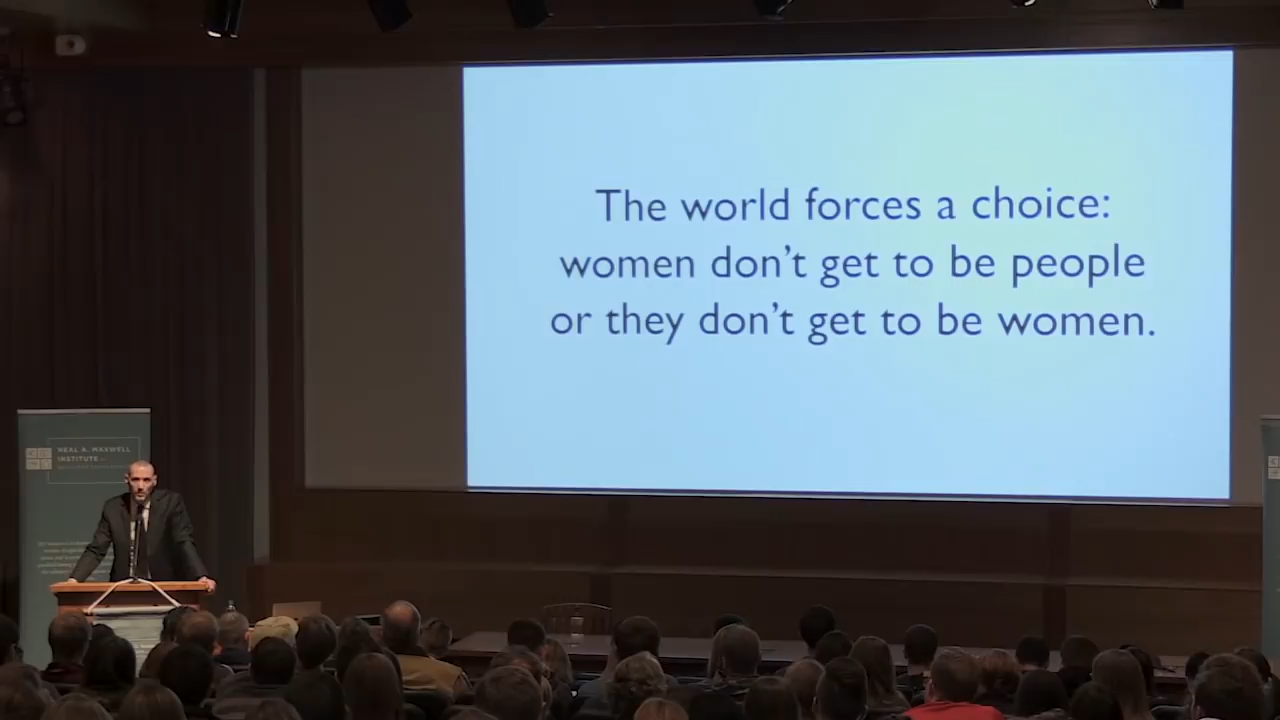 The world forces a choice:
women don't get to be people
or they don't get to be women.
NEAL A. MAXWELL
INSTITUTE